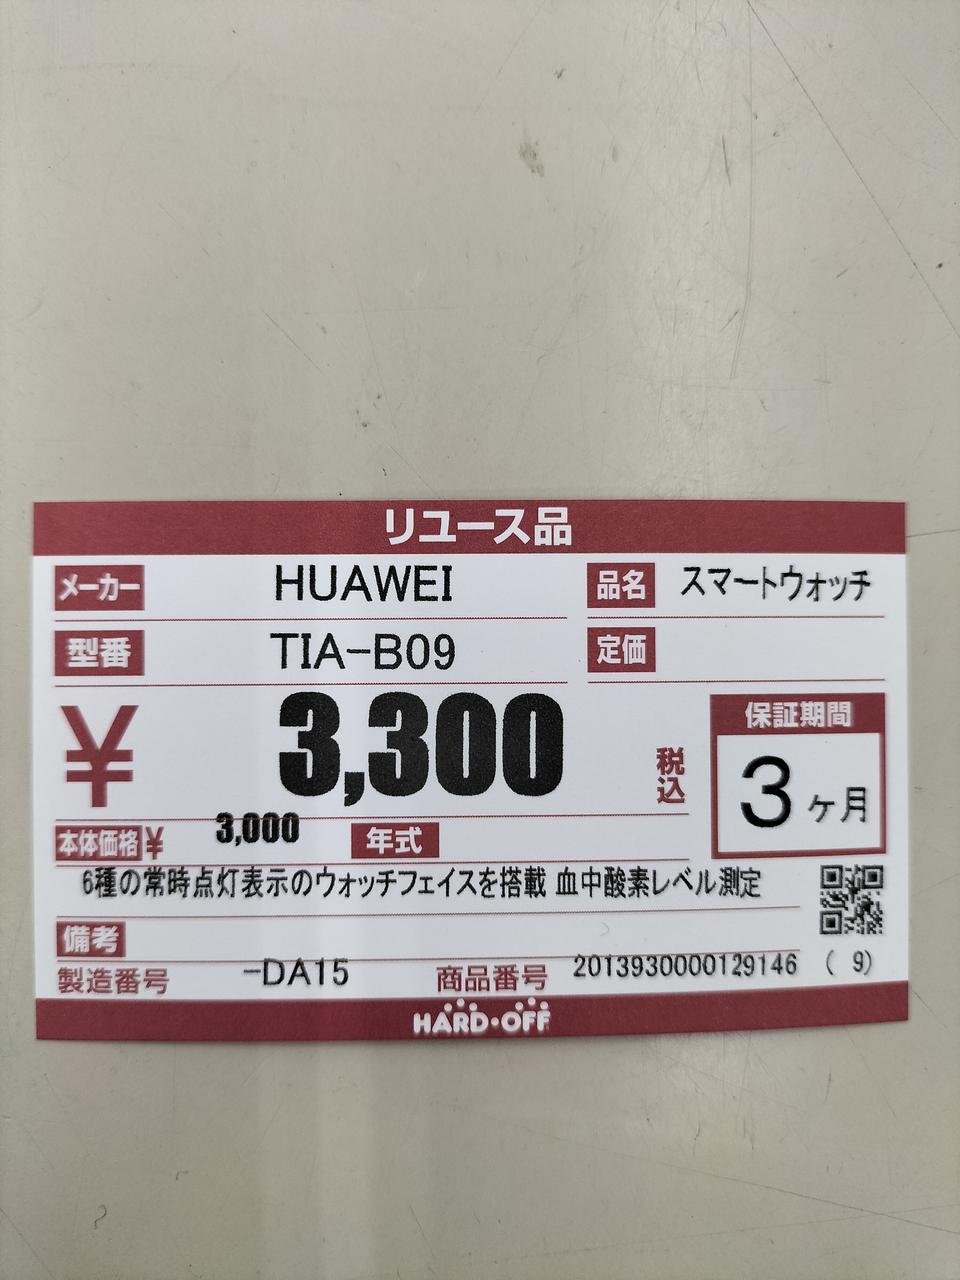 リユース品
メーカー HUAWEI 品名 スマートウォッチ
型番 TIA-B09 定価
¥ 3,300 税込 保証期間 3ヶ月
本体価格¥ 3,000 年式
6種の常時点灯表示のウォッチフェイスを搭載 血中酸素レベル測定
備考
製造番号 -DA15 商品番号 2013930000129146 ( 9)
HARD・OFF